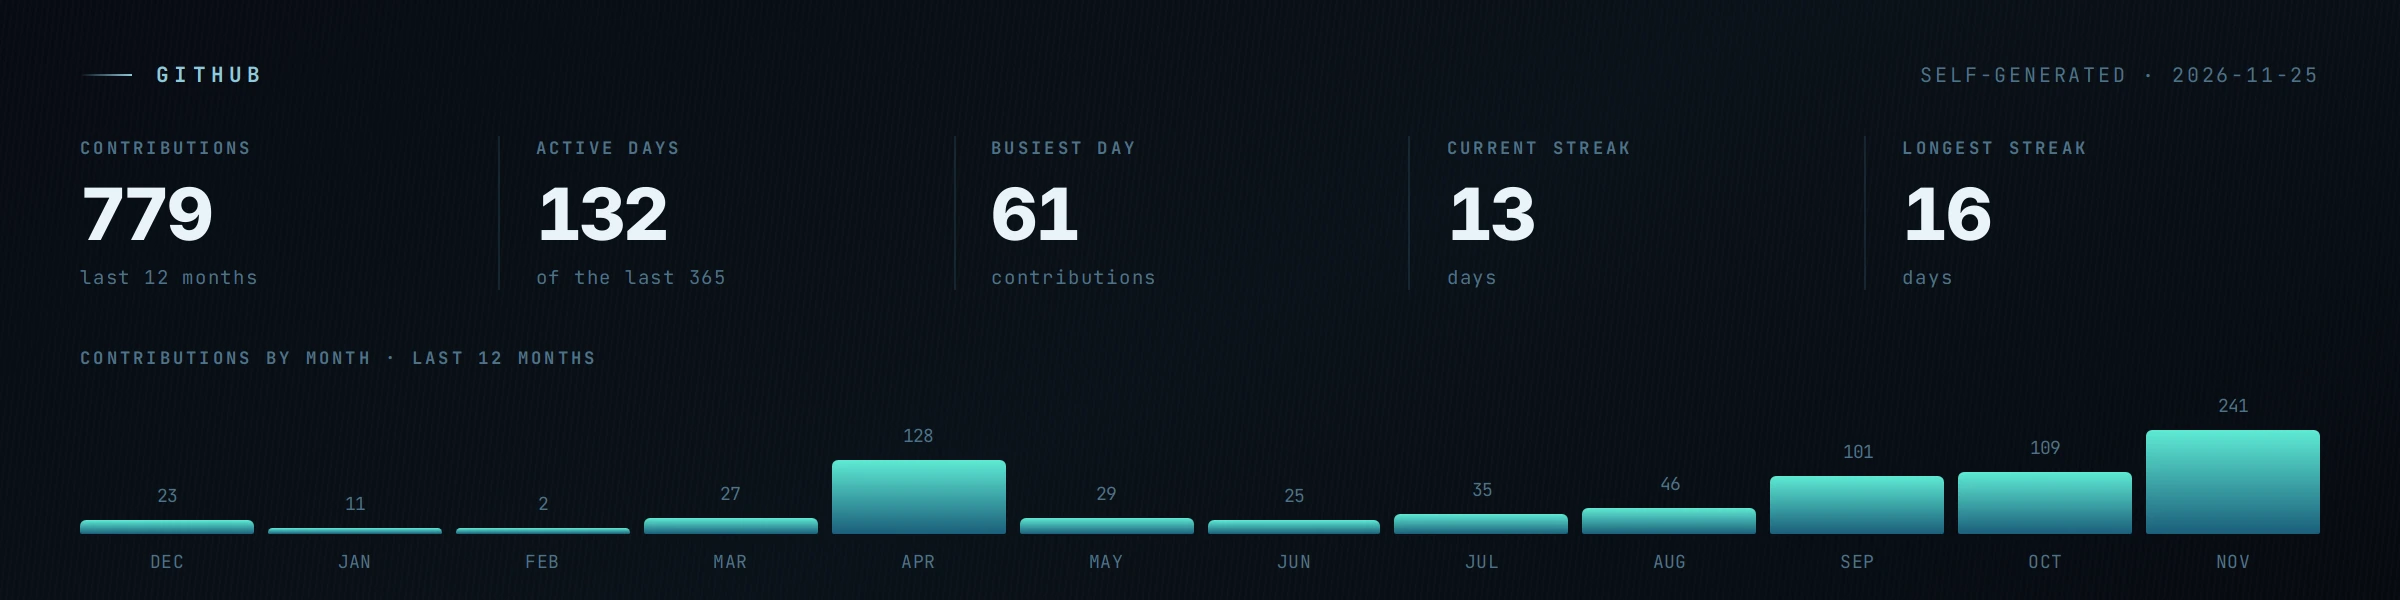 GITHUB
SELF-GENERATED · 2026-11-25
CONTRIBUTIONS
779
last 12 months
ACTIVE DAYS
132
of the last 365
BUSIEST DAY
61
contributions
CURRENT STREAK
13
days
LONGEST STREAK
16
days
CONTRIBUTIONS BY MONTH · LAST 12 MONTHS
23 11 2 27 128 29 25 35 46 101 109 241
DEC JAN FEB MAR APR MAY JUN JUL AUG SEP OCT NOV